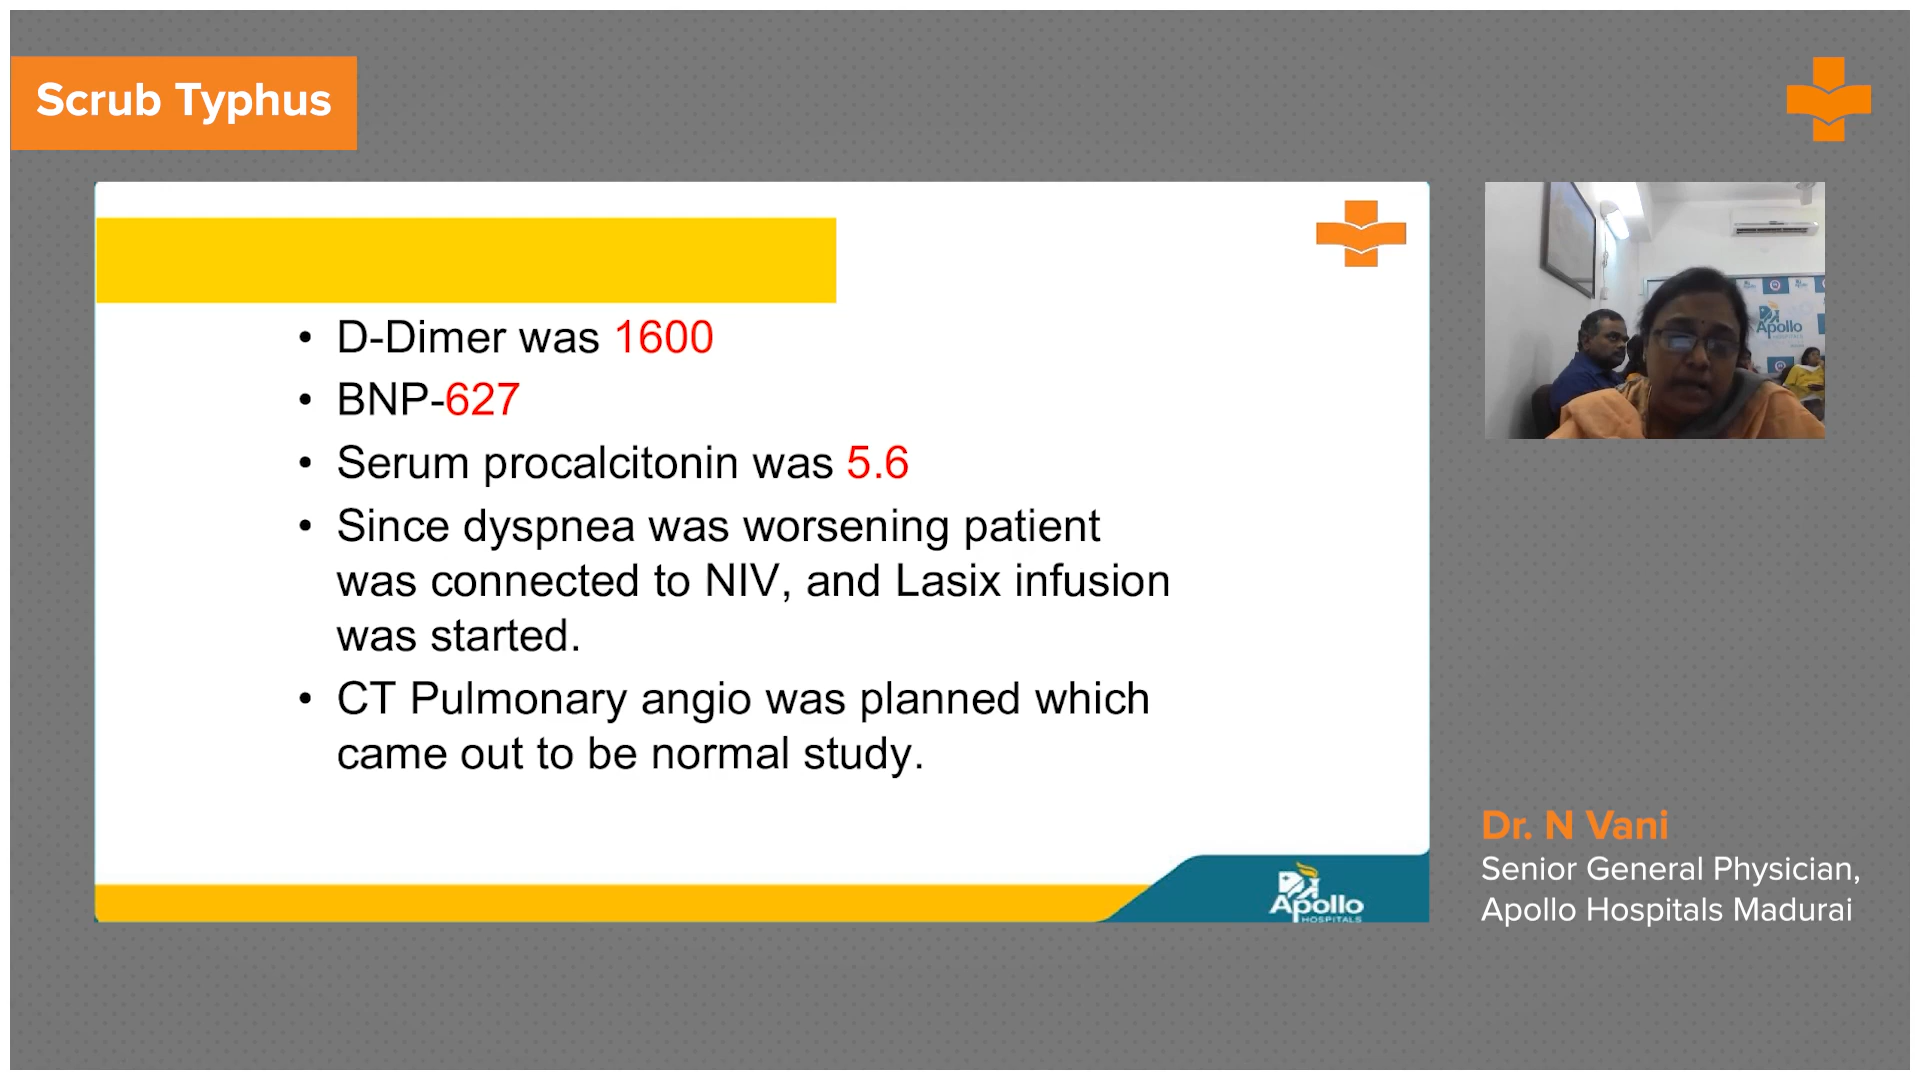 Scrub Typhus
• D-Dimer was 1600
• BNP-627
• Serum procalcitonin was 5.6
• Since dyspnea was worsening patient
was connected to NIV, and Lasix infusion
was started.
• CT Pulmonary angio was planned which
came out to be normal study.
Apollo
HOSPITALS
Apollo
Dr. N Vani
Senior General Physician,
Apollo Hospitals Madurai